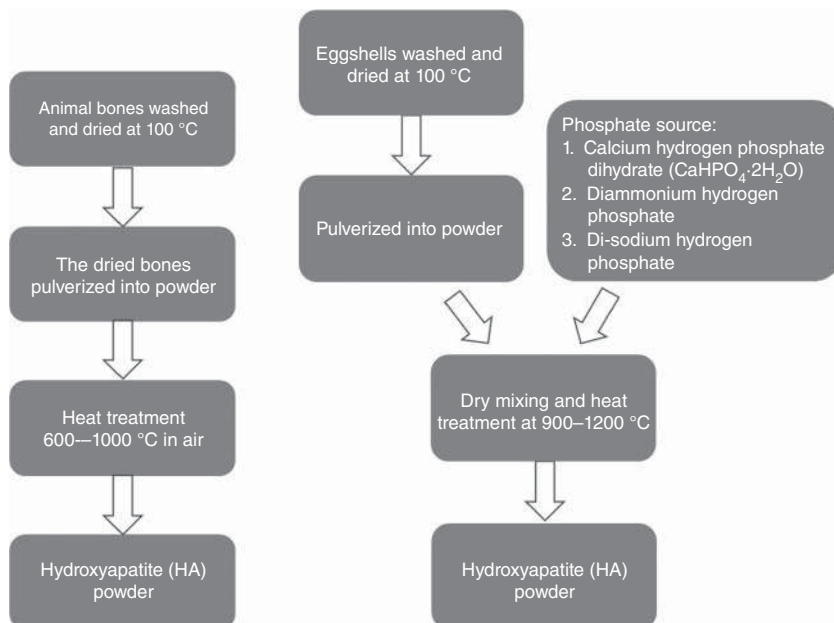 Animal bones washed
and dried at 100 °C
The dried bones
pulverized into powder
Heat treatment
600-–1000 °C in air
Hydroxyapatite (HA)
powder
Eggshells washed and
dried at 100 °C
Pulverized into powder
Phosphate source:
1. Calcium hydrogen phosphate
dihydrate (CaHPO₄·2H₂O)
2. Diammonium hydrogen
phosphate
3. Di-sodium hydrogen
phosphate
Dry mixing and heat
treatment at 900–1200 °C
Hydroxyapatite (HA)
powder